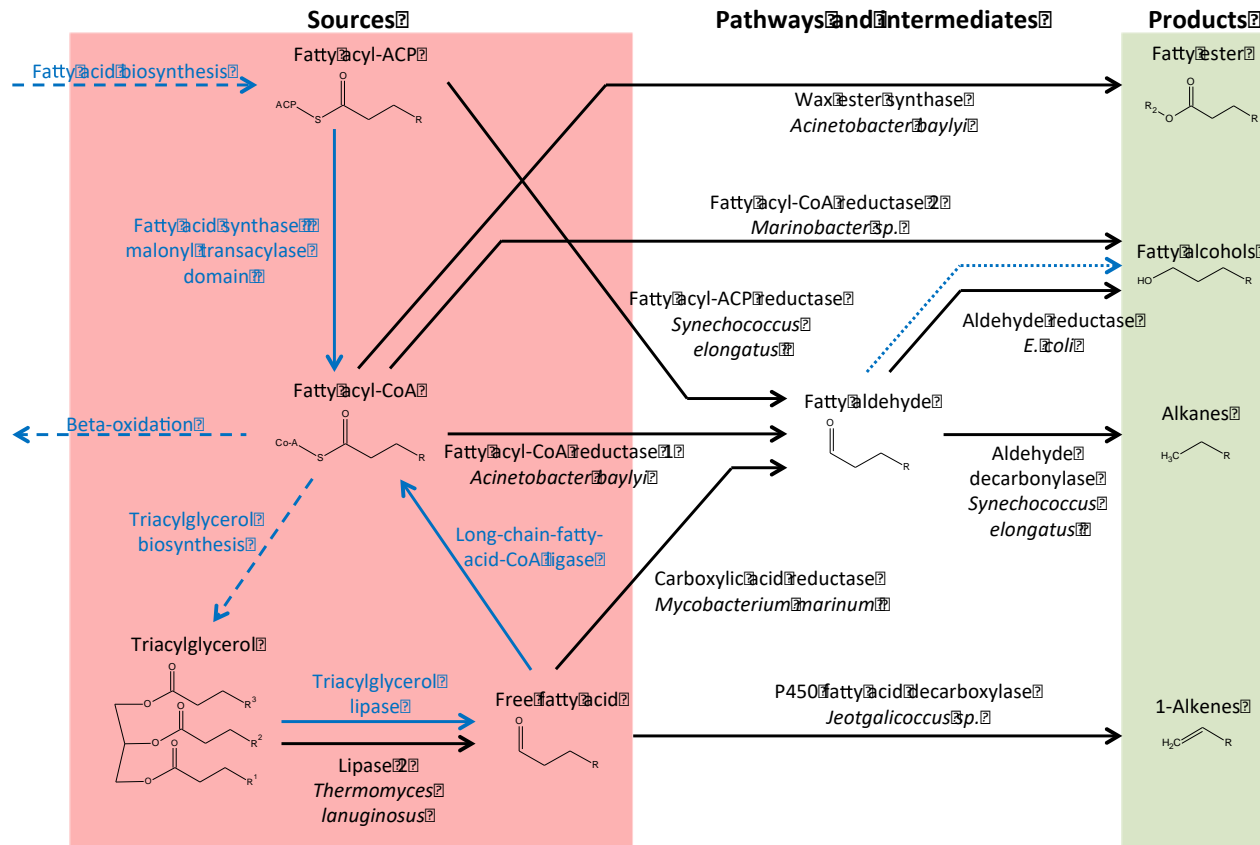 Sources
Pathways and intermediates
Products
Fatty acid biosynthesis
Fatty acyl-ACP
O
ACP
S
R
Fatty acid synthase
malonyl transacylase
domain
Fatty acyl-CoA
O
Co-A
S
R
Beta-oxidation
Triacylglycerol
biosynthesis
Long-chain-fatty-
acid-CoA ligase
Triacylglycerol
O
O
R3
O
O
R2
O
O
R1
Triacylglycerol
lipase
Lipase 2
Thermomyces
lanuginosus
Free fatty acid
O
R
Wax ester synthase
Acinetobacter baylyi
Fatty acyl-CoA reductase 2
Marinobacter sp.
Fatty acyl-ACP reductase
Synechococcus
elongatus
Aldehyde reductase
E. coli
Fatty aldehyde
O
R
Fatty acyl-CoA reductase 1
Acinetobacter baylyi
Aldehyde
decarbonylase
Synechococcus
elongatus
Carboxylic acid reductase
Mycobacterium marinum
P450 fatty acid decarboxylase
Jeotgalicoccus sp.
Fatty ester
O
R2
O
R
Fatty alcohols
HO
R
Alkanes
H3C
R
1-Alkenes
H2C
R